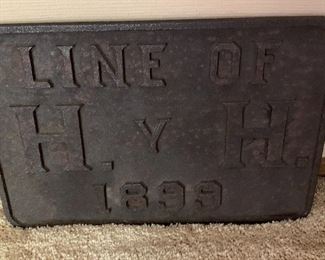 LINE OF
H. Y H.
1899